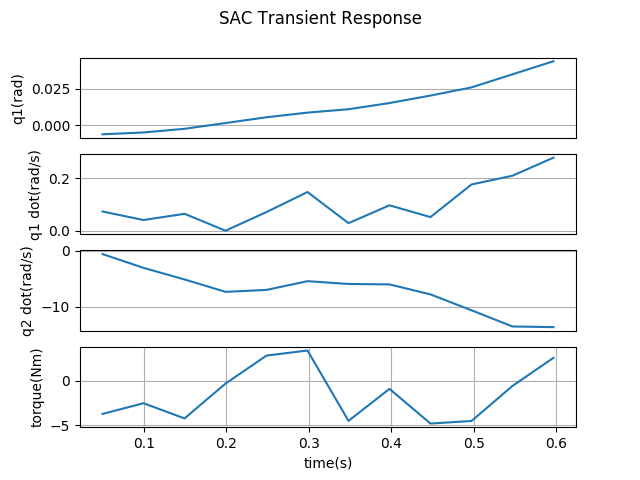 SAC Transient Response
q1(rad)
0.025
0.000
q1 dot(rad/s)
0.2
0.0
q2 dot(rad/s)
0
−10
torque(Nm)
0
−5
0.1 0.2 0.3 0.4 0.5 0.6
time(s)